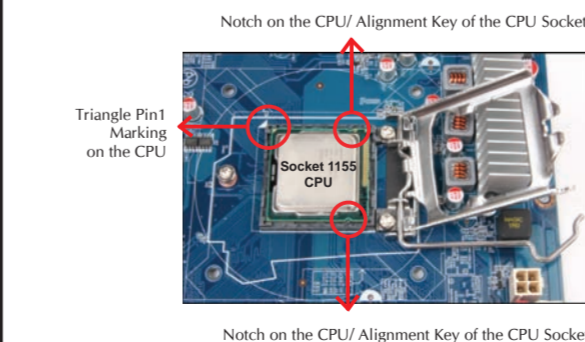 Notch on the CPU/ Alignment Key of the CPU Socket
Triangle Pin1
Marking
on the CPU
Socket 1155
CPU
Notch on the CPU/ Alignment Key of the CPU Socket